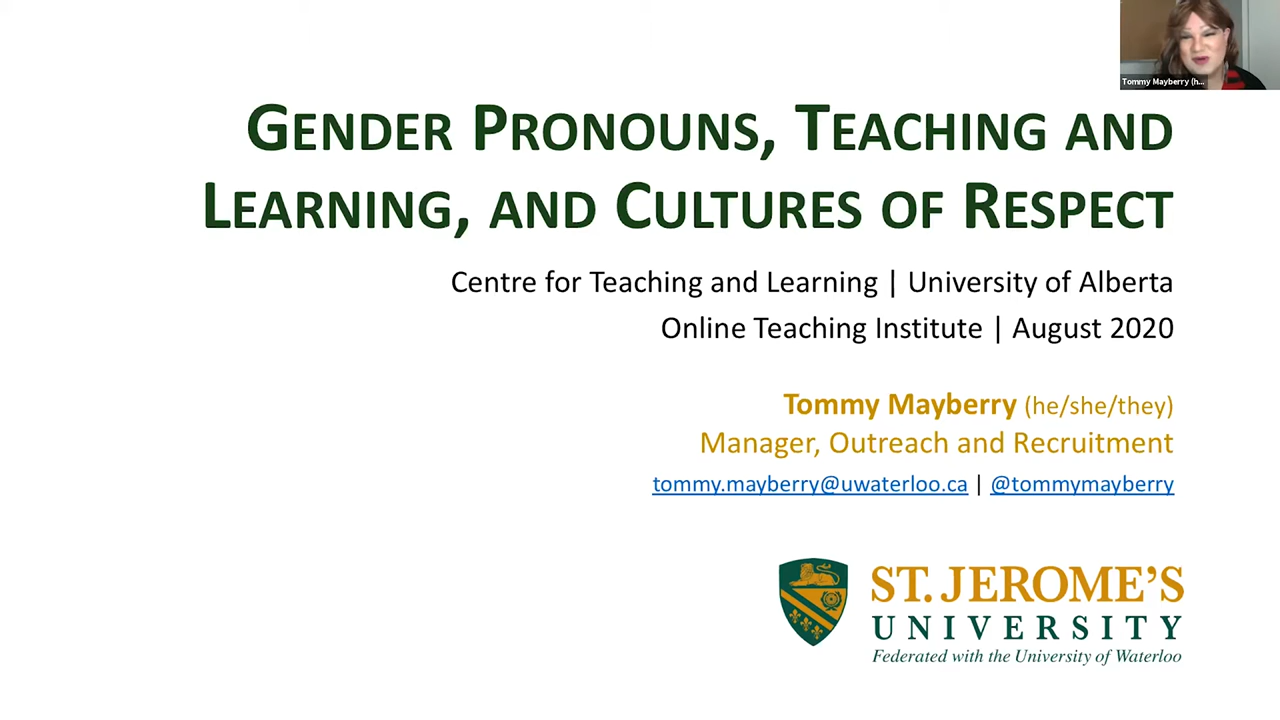 Tommy Mayberry (h...
GENDER PRONOUNS, TEACHING AND
LEARNING, AND CULTURES OF RESPECT
Centre for Teaching and Learning | University of Alberta
Online Teaching Institute | August 2020
Tommy Mayberry (he/she/they)
Manager, Outreach and Recruitment
tommy.mayberry@uwaterloo.ca | @tommymayberry
ST. JEROME'S
UNIVERSITY
Federated with the University of Waterloo